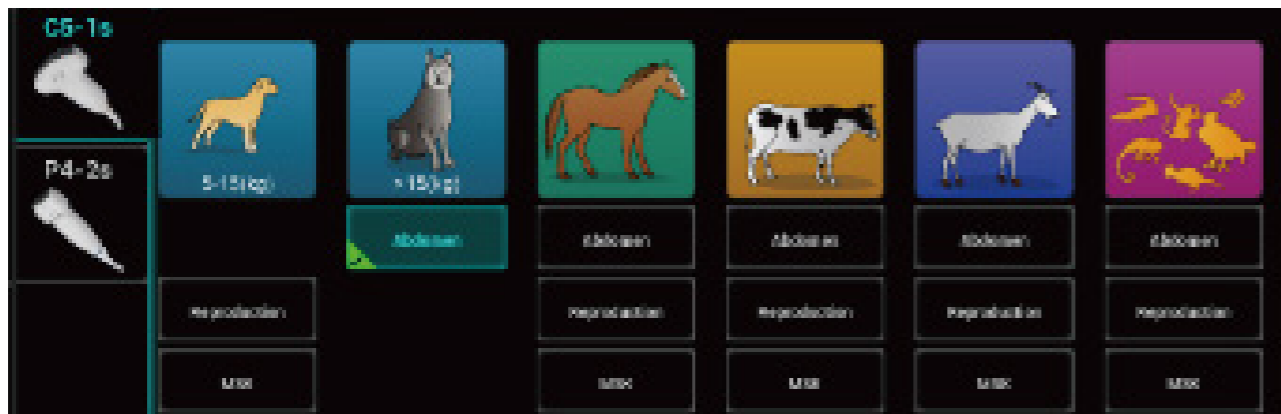 C5-1s
P4-2s
5-15(kg)
>15(kg)
Abdomen
Abdomen
Abdomen
Abdomen
Abdomen
Reproduction
Reproduction
Reproduction
Reproduction
Reproduction
MSK
MSK
MSK
MSK
MSK